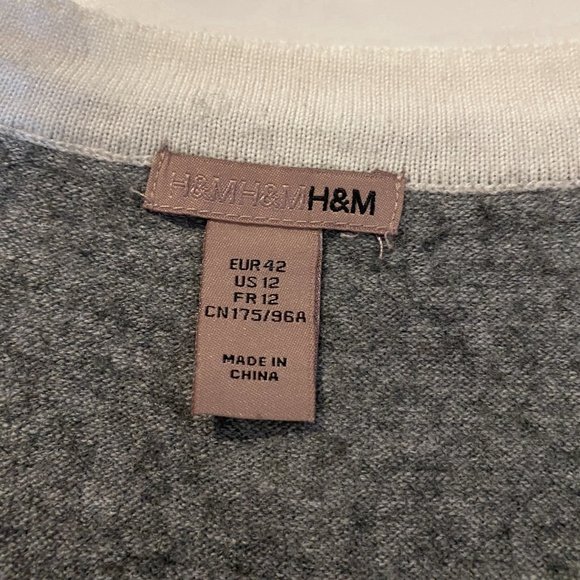 H&MH&MH&M
EUR 42
US 12
FR 12
CN175/96A
MADE IN
CHINA